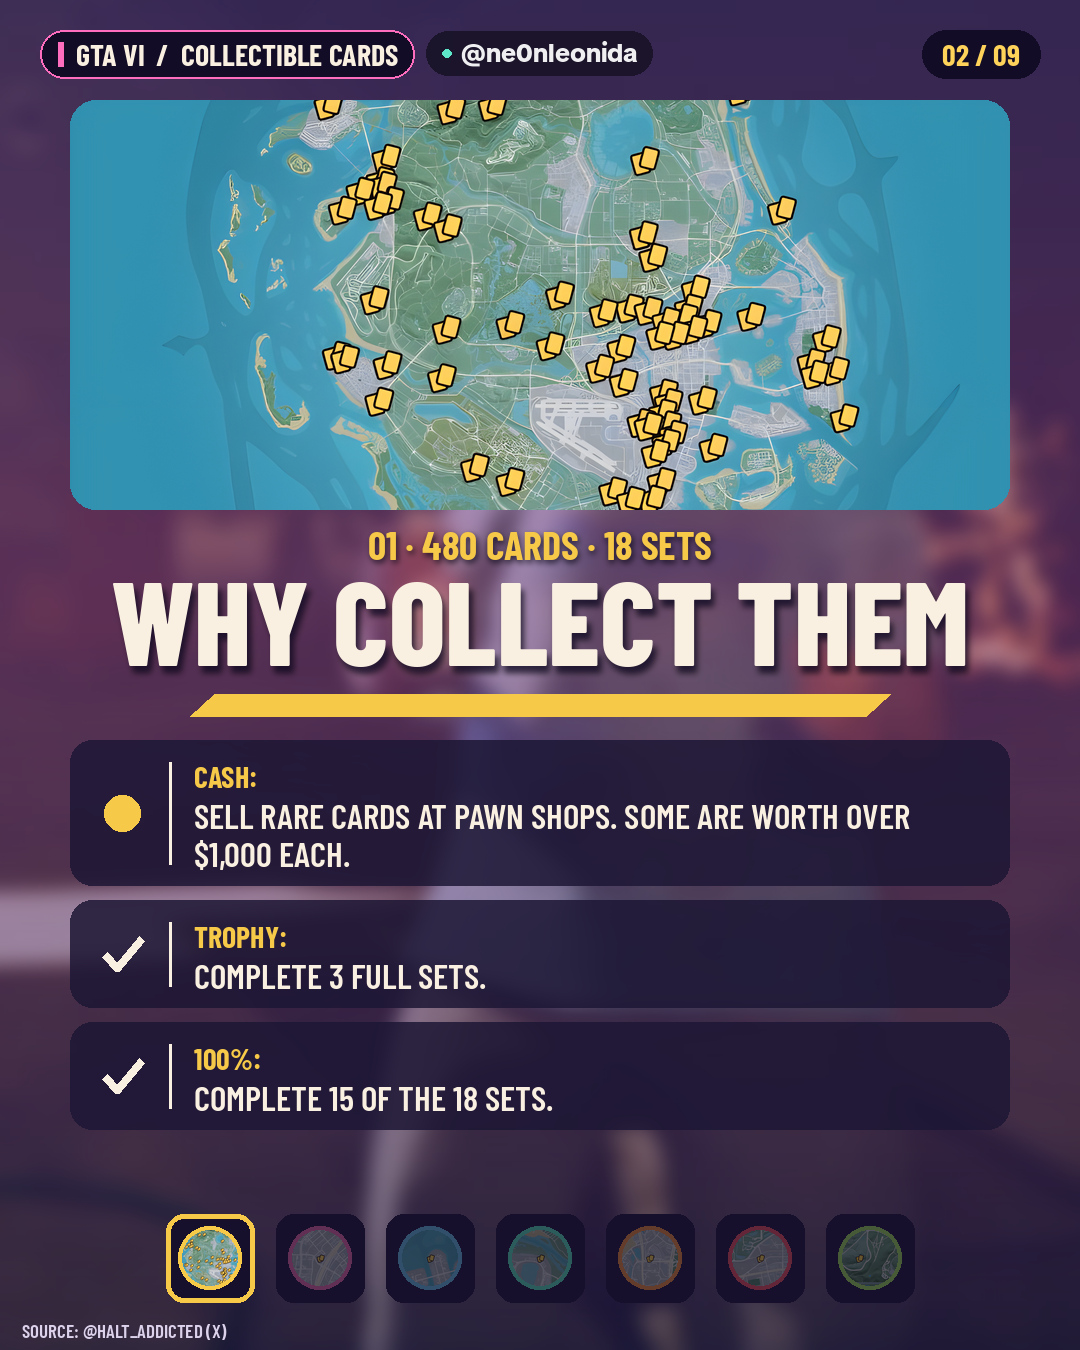 GTA VI / COLLECTIBLE CARDS
@ne0nleonida
02 / 09
01 · 480 CARDS · 18 SETS
WHY COLLECT THEM
CASH:
SELL RARE CARDS AT PAWN SHOPS. SOME ARE WORTH OVER
$1,000 EACH.
TROPHY:
COMPLETE 3 FULL SETS.
100%:
COMPLETE 15 OF THE 18 SETS.
SOURCE: @HALT_ADDICTED (X)